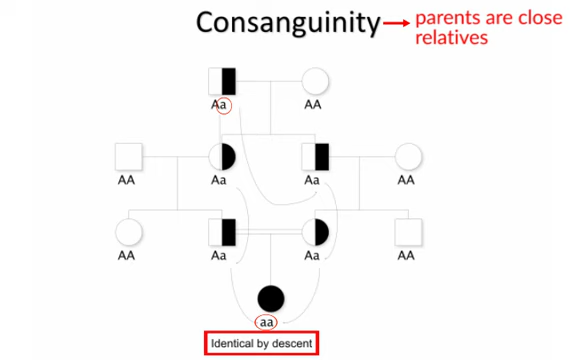 Consanguinity
parents are close
relatives
Aa AA
AA Aa Aa AA
AA Aa Aa AA
aa
Identical by descent